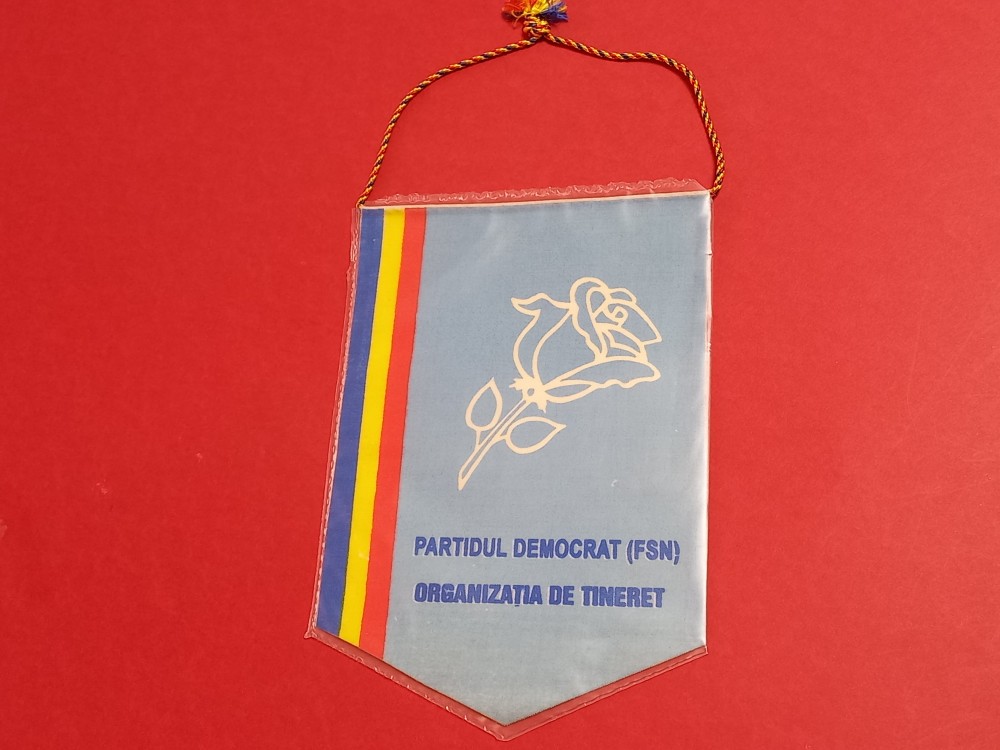 PARTIDUL DEMOCRAT (FSN)
ORGANIZAȚIA DE TINERET